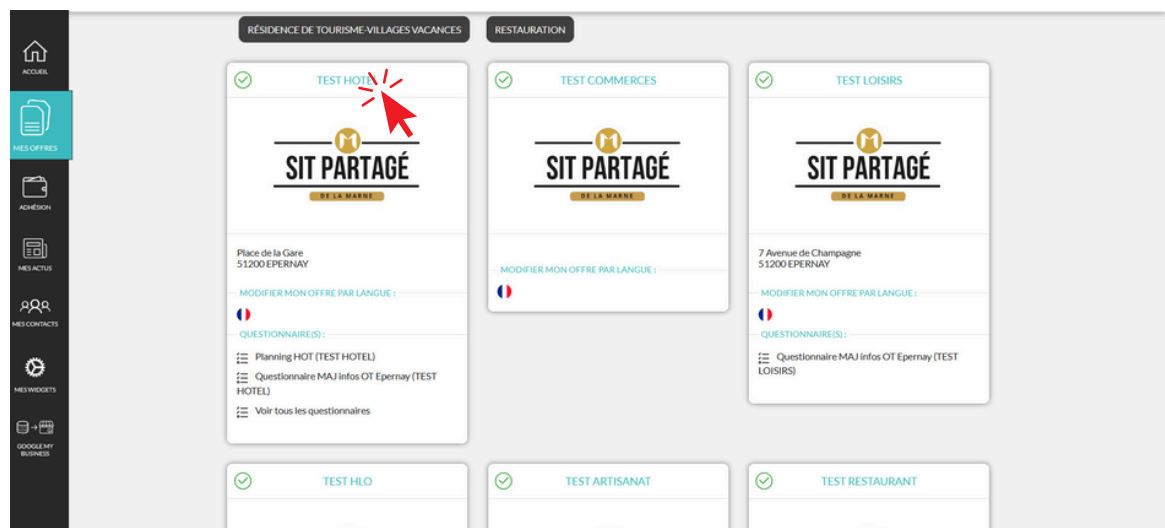 RÉSIDENCE DE TOURISME-VILLAGES VACANCES
RESTAURATION
ACCUEIL
MES OFFRES
ADHÉSION
MES ACTUS
MES CONTACTS
MES WIDGETS
GOOGLE MY
BUSINESS
TEST HOTEL
SIT PARTAGÉ
DE LA MARNE
Place de la Gare
51200 EPERNAY
MODIFIER MON OFFRE PAR LANGUE :
QUESTIONNAIRE(S) :
Planning HOT (TEST HOTEL)
Questionnaire MAJ infos OT Epernay (TEST
HOTEL)
Voir tous les questionnaires
TEST COMMERCES
SIT PARTAGÉ
DE LA MARNE
MODIFIER MON OFFRE PAR LANGUE :
TEST LOISIRS
SIT PARTAGÉ
DE LA MARNE
7 Avenue de Champagne
51200 EPERNAY
MODIFIER MON OFFRE PAR LANGUE :
QUESTIONNAIRE(S) :
Questionnaire MAJ infos OT Epernay (TEST
LOISIRS)
TEST HLO
TEST ARTISANAT
TEST RESTAURANT